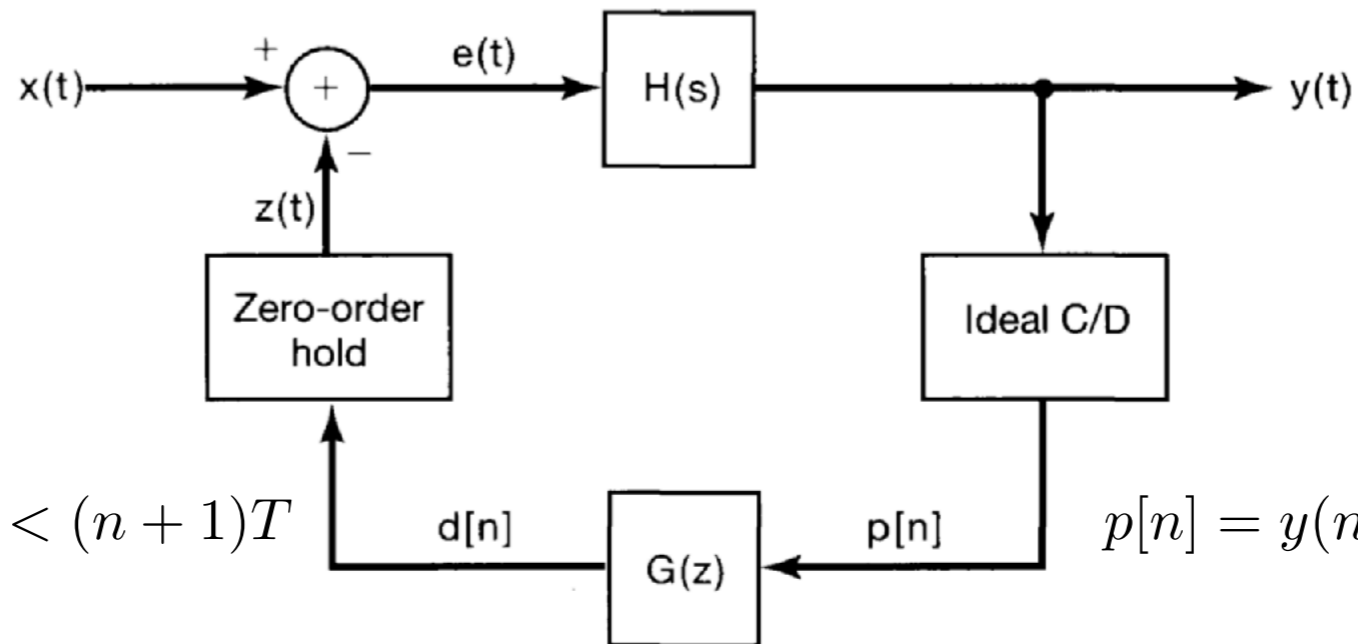 +
x(t)
+
e(t)
H(s)
y(t)
−
z(t)
Zero-order
hold
Ideal C/D
< (n + 1)T
d[n]
G(z)
p[n]
p[n] = y(n